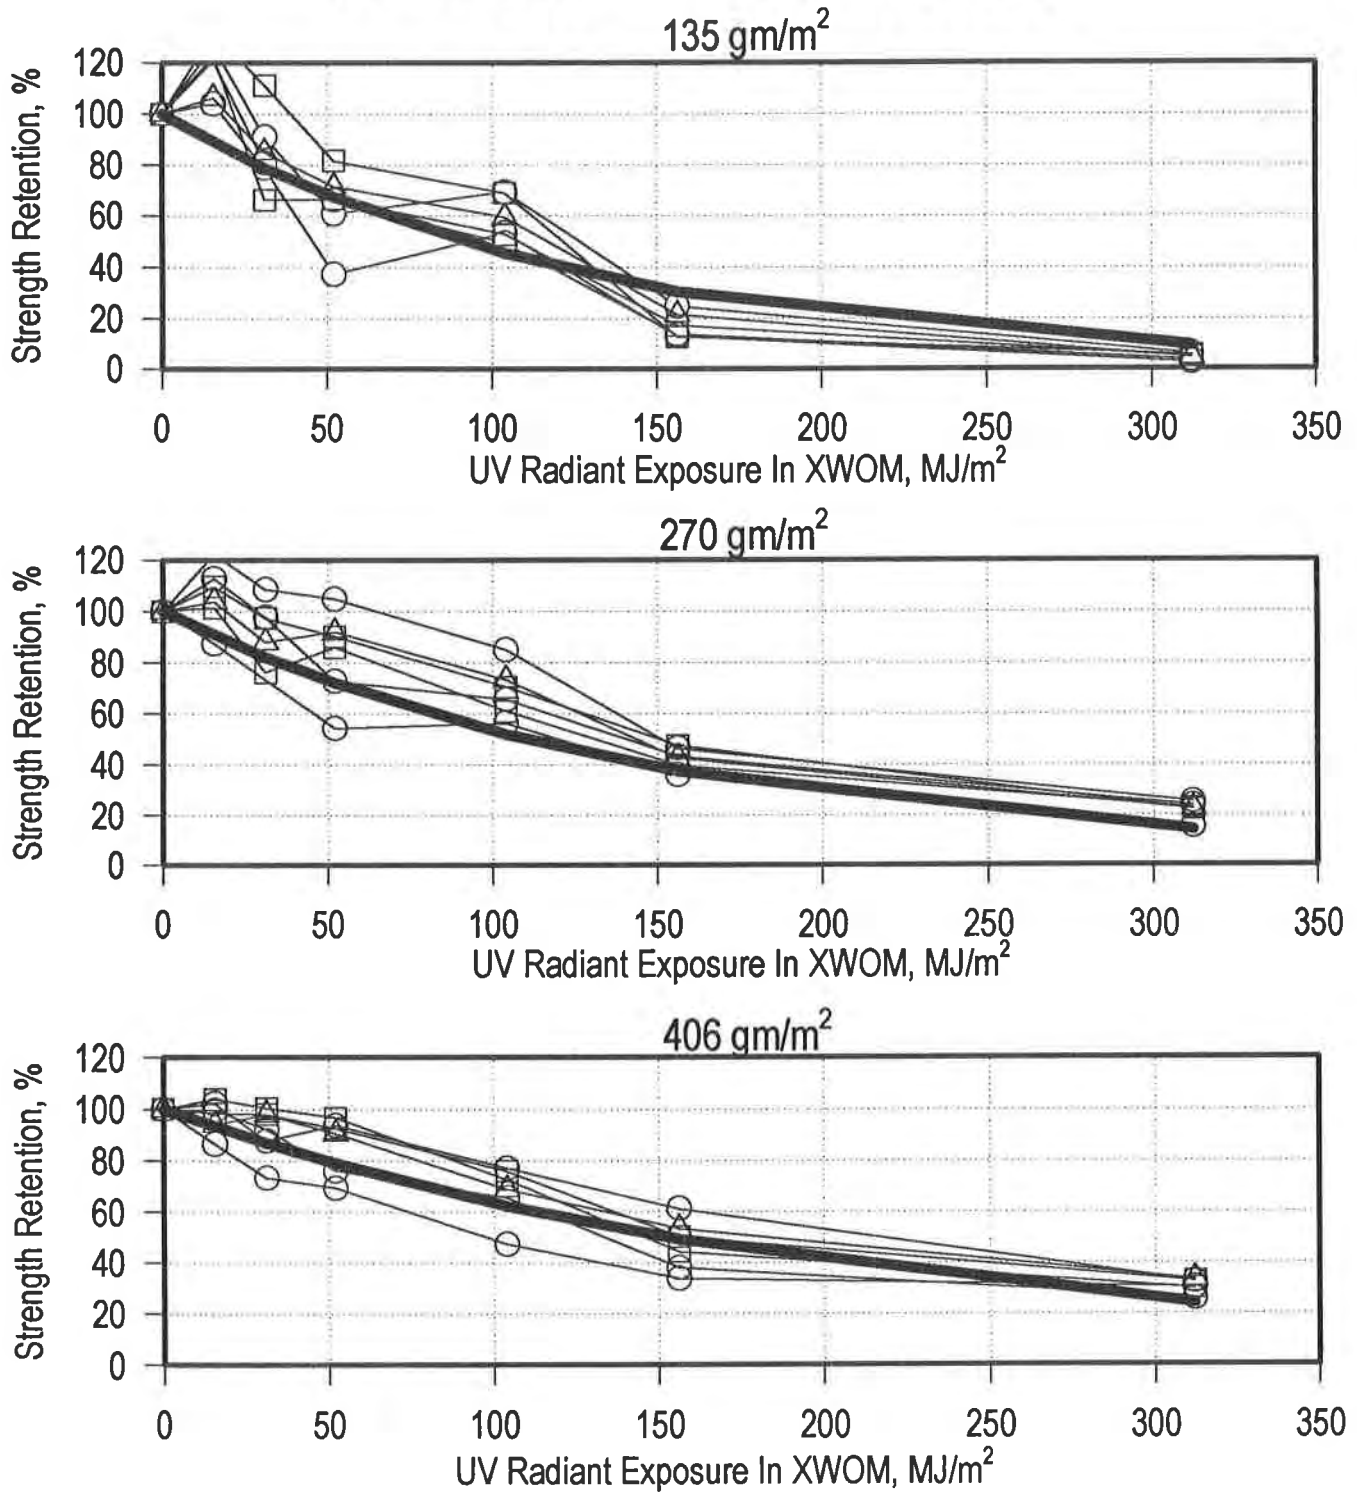 135 gm/m²
Strength Retention, %
120
100
80
60
40
20
0
0 50 100 150 200 250 300 350
UV Radiant Exposure In XWOM, MJ/m²
270 gm/m²
Strength Retention, %
120
100
80
60
40
20
0
0 50 100 150 200 250 300 350
UV Radiant Exposure In XWOM, MJ/m²
406 gm/m²
Strength Retention, %
120
100
80
60
40
20
0
0 50 100 150 200 250 300 350
UV Radiant Exposure In XWOM, MJ/m²